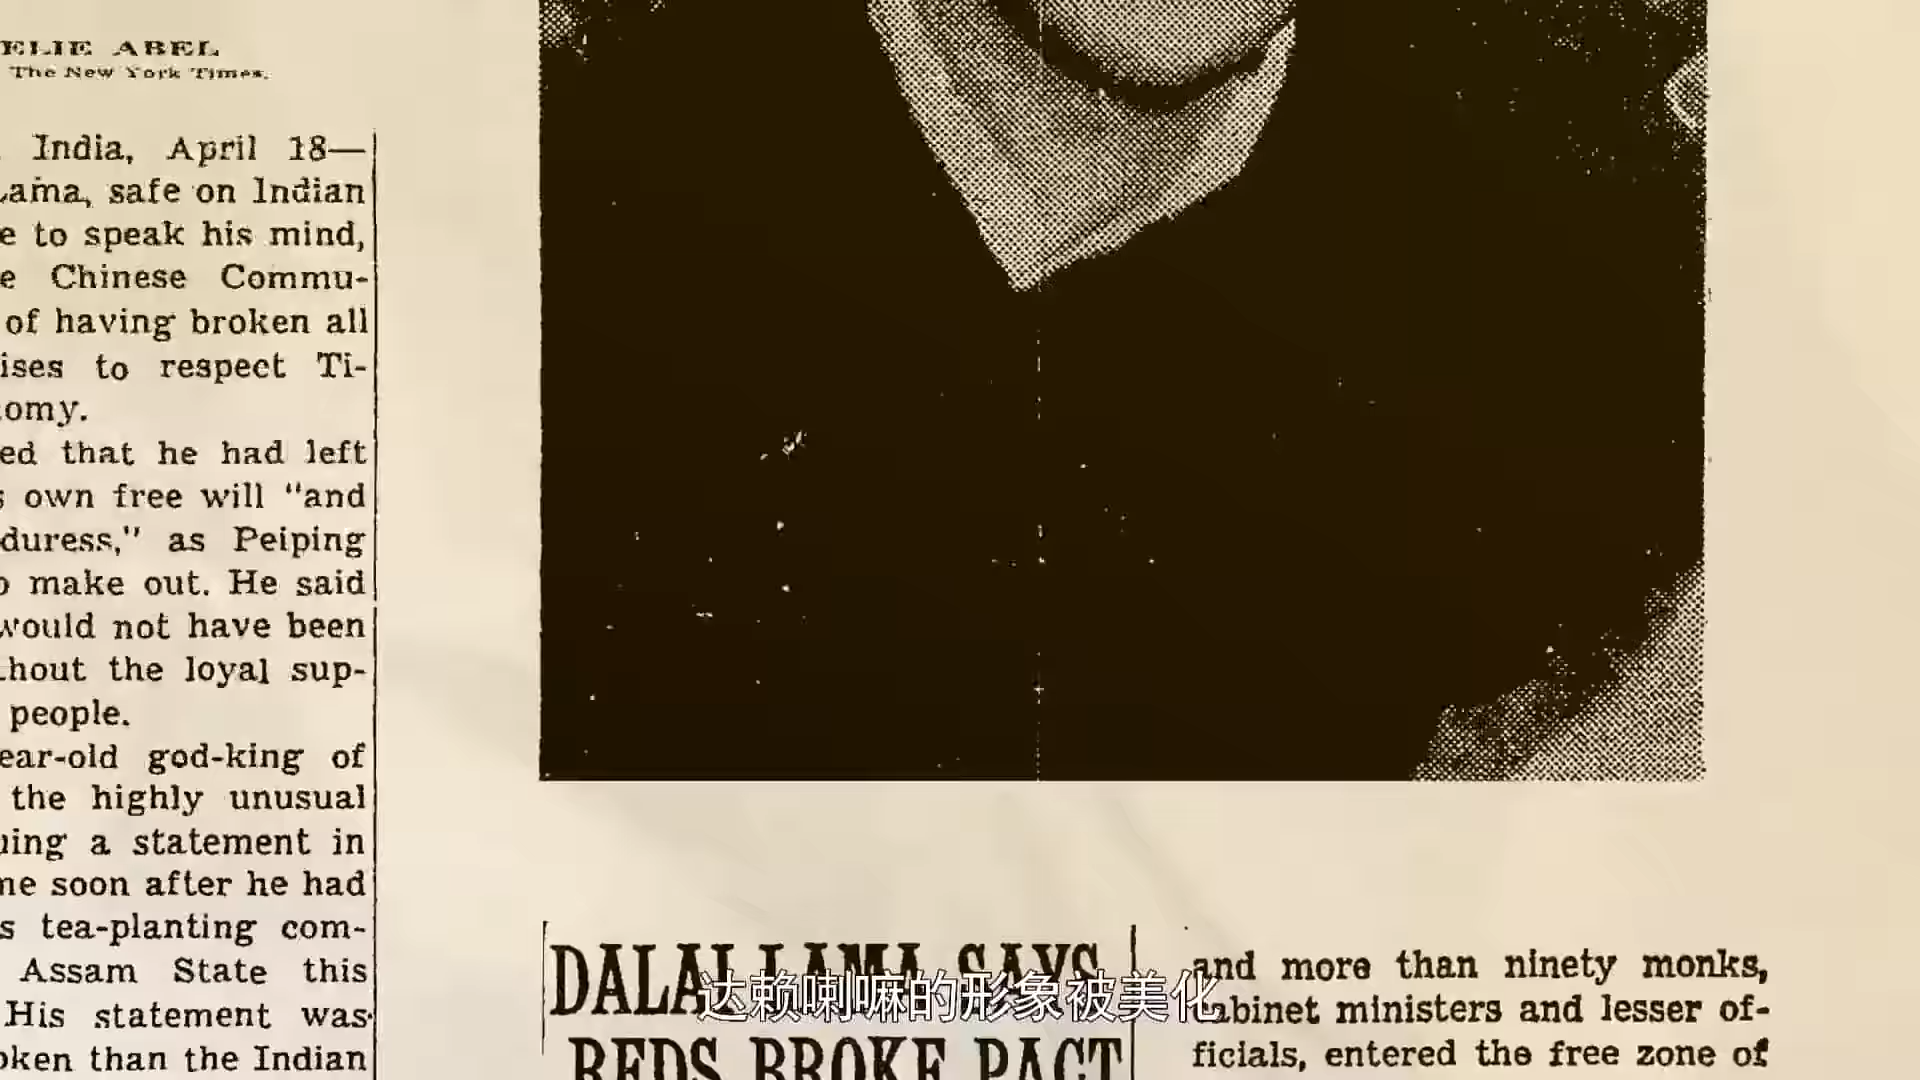 ELIE ABEL
The New York Times.
India, April 18—
Lama, safe on Indian
e to speak his mind,
e Chinese Commu-
of having broken all
ises to respect Ti-
omy.
ed that he had left
s own free will "and
duress," as Peiping
o make out. He said
would not have been
thout the loyal sup-
people.
ear-old god-king of
the highly unusual
uing a statement in
me soon after he had
s tea-planting com-
Assam State this
His statement was
oken than the Indian
DALAI LAMA SAYS
REDS BROKE PACT
and more than ninety monks,
cabinet ministers and lesser of-
ficials, entered the free zone of
达赖喇嘛的形象被美化